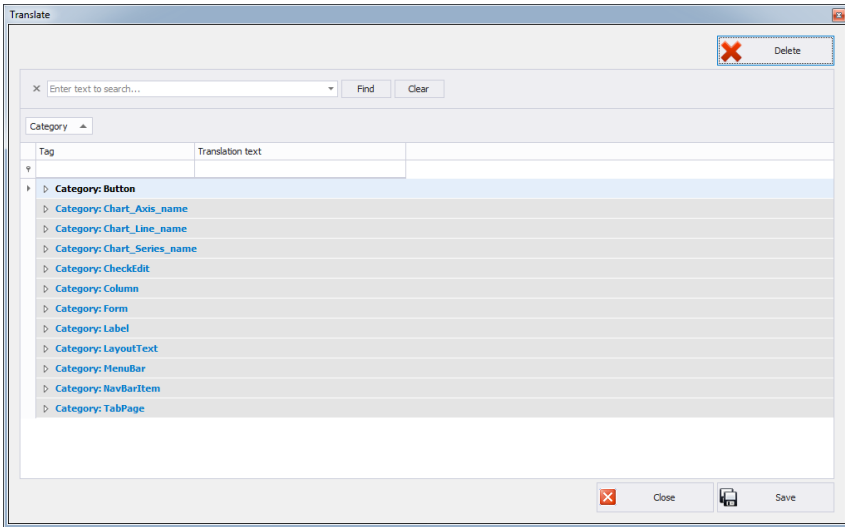 Translate
Delete
Enter text to search... Find Clear
Category
Tag Translation text
Category: Button
Category: Chart_Axis_name
Category: Chart_Line_name
Category: Chart_Series_name
Category: CheckEdit
Category: Column
Category: Form
Category: Label
Category: LayoutText
Category: MenuBar
Category: NavBarItem
Category: TabPage
Close Save